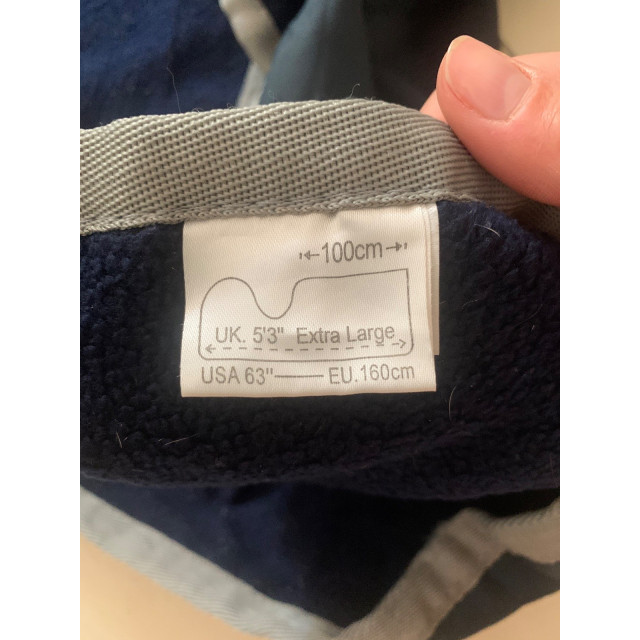 100cm
UK. 5'3" Extra Large
USA 63" EU.160cm